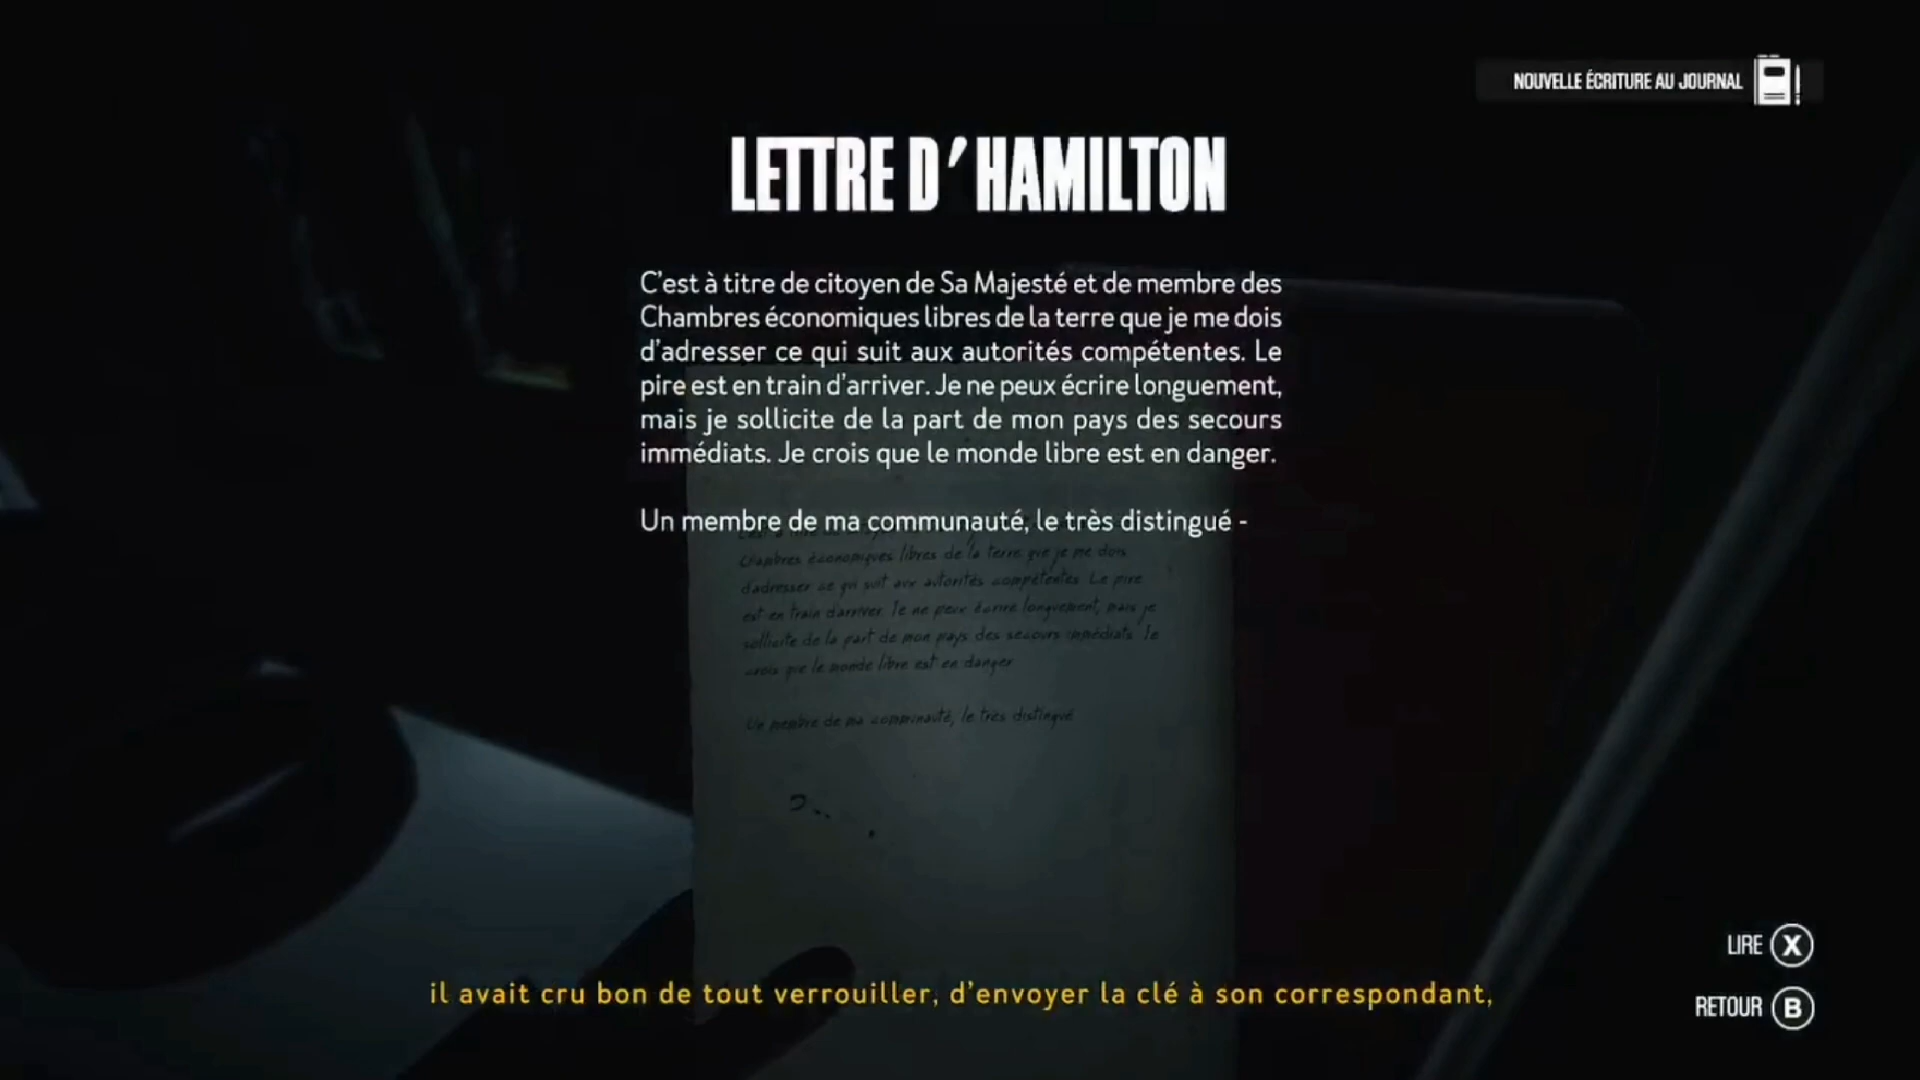 NOUVELLE ÉCRITURE AU JOURNAL
LETTRE D'HAMILTON
C'est à titre de citoyen de Sa Majesté et de membre des
Chambres économiques libres de la terre que je me dois
d'adresser ce qui suit aux autorités compétentes. Le
pire est en train d'arriver. Je ne peux écrire longuement,
mais je sollicite de la part de mon pays des secours
immédiats. Je crois que le monde libre est en danger.
Un membre de ma communauté, le très distingué -
Chambres économiques libres de la terre que je me dois
d'adresser ce qui suit aux autorités compétentes. Le pire
est en train d'arriver. Je ne peux écrire longuement, mais je
sollicite de la part de mon pays des secours immédiats. Je
crois que le monde libre est en danger
Un membre de ma communauté, le très distingué
il avait cru bon de tout verrouiller, d'envoyer la clé à son correspondant,
LIRE X
RETOUR B